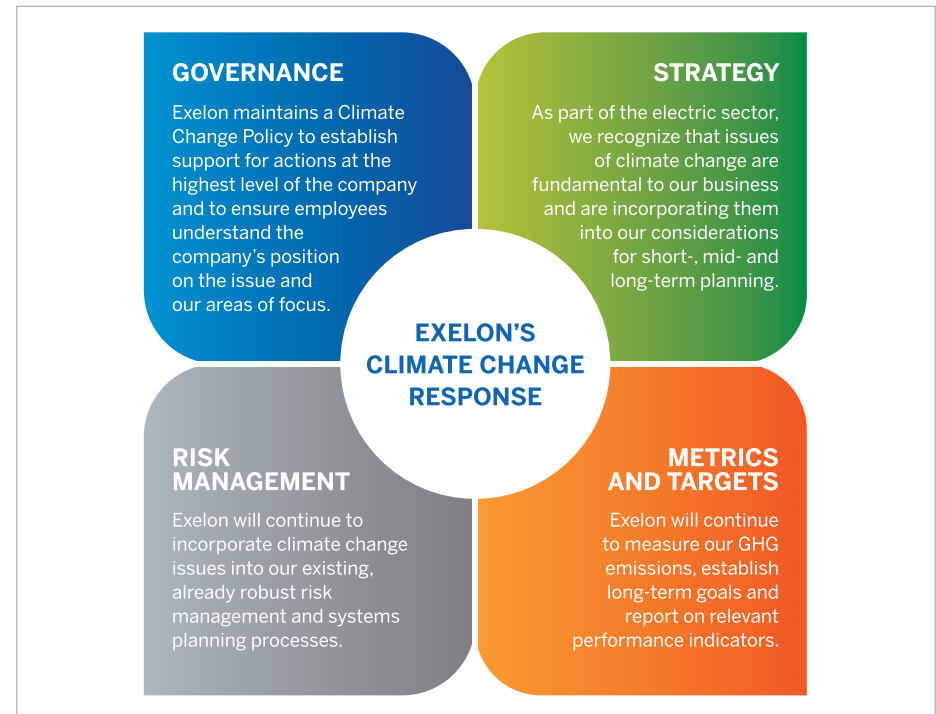 GOVERNANCE
Exelon maintains a Climate
Change Policy to establish
support for actions at the
highest level of the company
and to ensure employees
understand the
company’s position
on the issue and
our areas of focus.
STRATEGY
As part of the electric sector,
we recognize that issues
of climate change are
fundamental to our business
and are incorporating them
into our considerations
for short-, mid- and
long-term planning.
EXELON’S
CLIMATE CHANGE
RESPONSE
RISK
MANAGEMENT
Exelon will continue to
incorporate climate change
issues into our existing,
already robust risk
management and systems
planning processes.
METRICS
AND TARGETS
Exelon will continue
to measure our GHG
emissions, establish
long-term goals and
report on relevant
performance indicators.